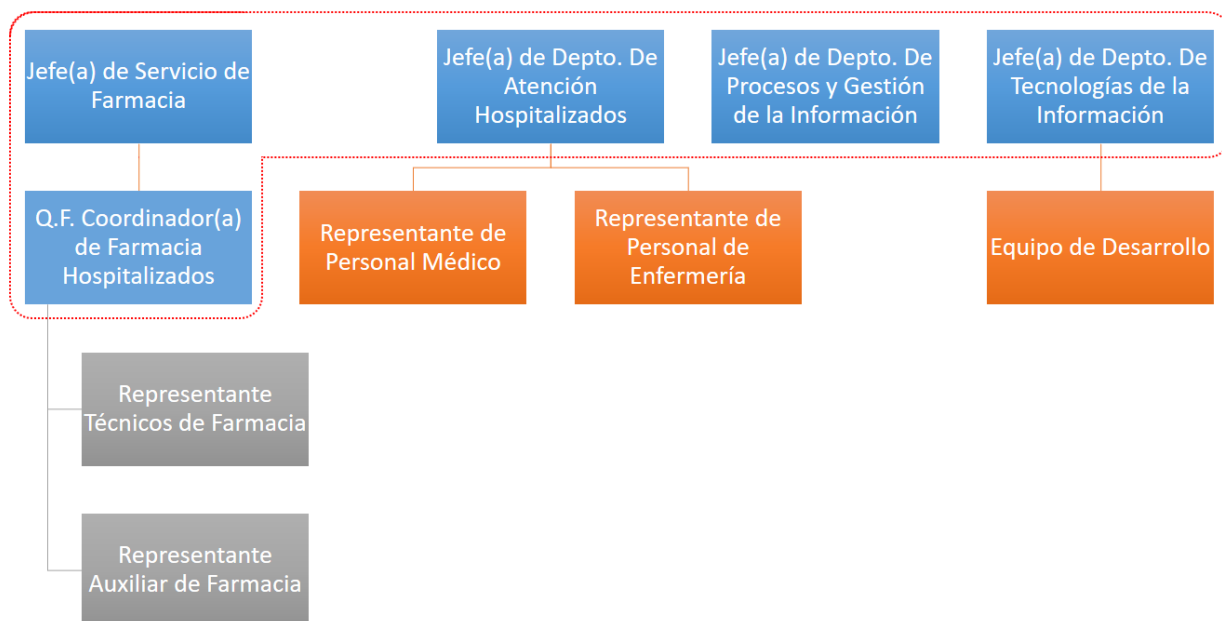 Jefe(a) de Servicio de
Farmacia
Jefe(a) de Depto. De
Atención
Hospitalizados
Jefe(a) de Depto. De
Procesos y Gestión
de la Información
Jefe(a) de Depto. De
Tecnologías de la
Información
Q.F. Coordinador(a)
de Farmacia
Hospitalizados
Representante de
Personal Médico
Representante de
Personal de
Enfermería
Equipo de Desarrollo
Representante
Técnicos de Farmacia
Representante
Auxiliar de Farmacia